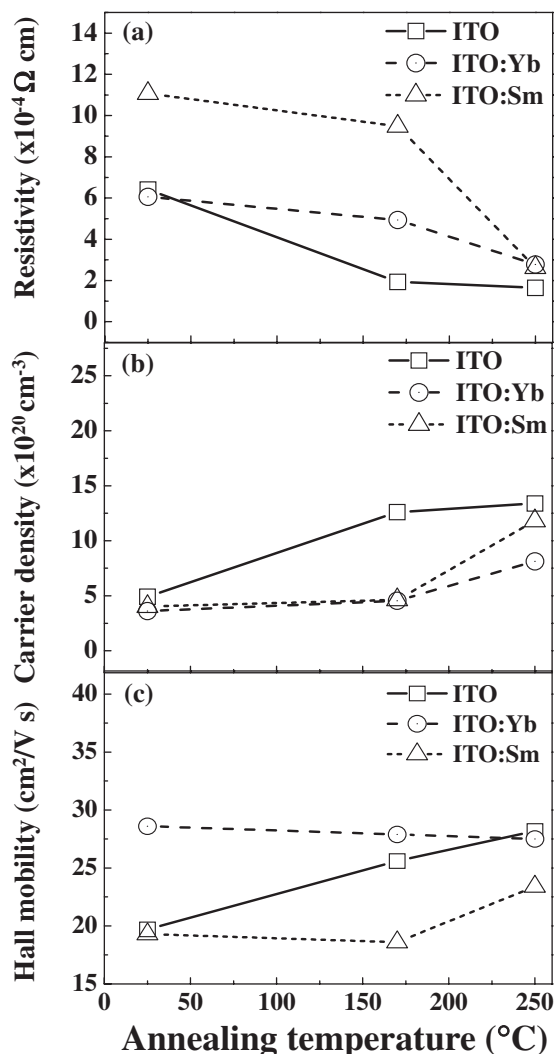 Resistivity (x10⁻⁴ Ω cm)
14
12
10
8
6
4
2
0
(a)
ITO
ITO:Yb
ITO:Sm
Carrier density (x10²⁰ cm⁻³)
25
20
15
10
5
0
(b)
ITO
ITO:Yb
ITO:Sm
Hall mobility (cm²/V s)
40
35
30
25
20
15
(c)
ITO
ITO:Yb
ITO:Sm
0 50 100 150 200 250
Annealing temperature (°C)